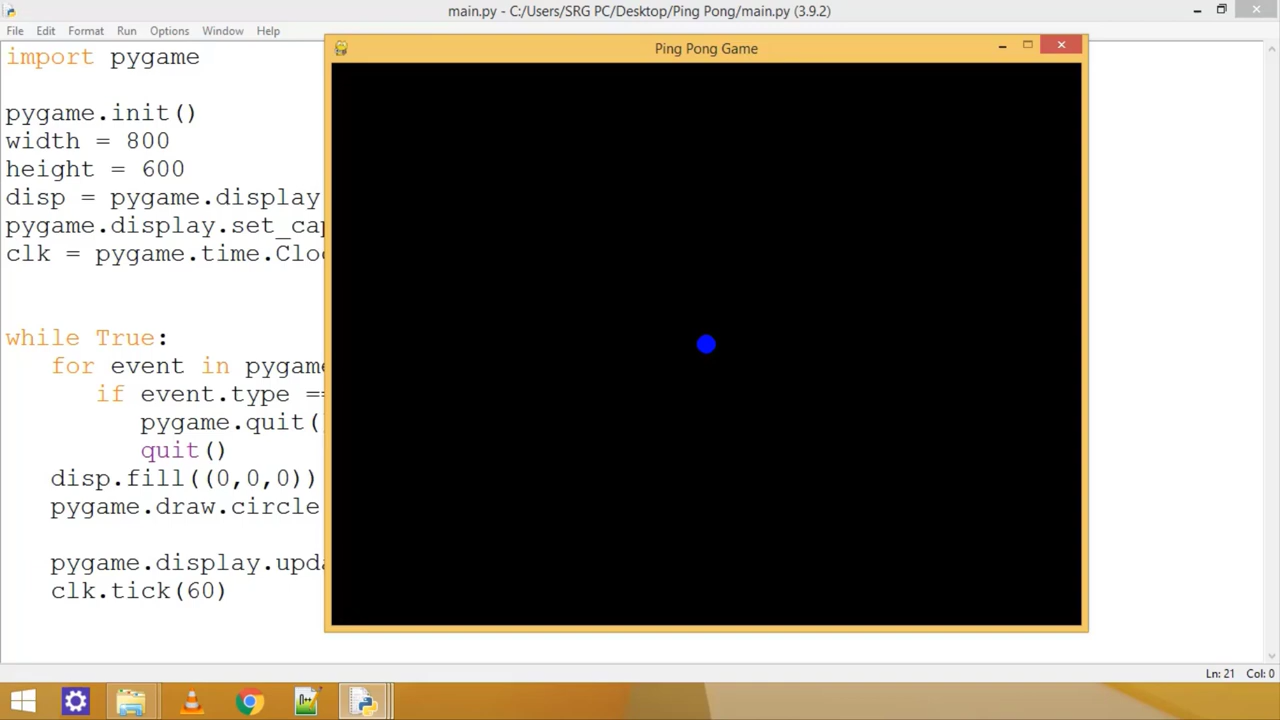 main.py - C:/Users/SRG PC/Desktop/Ping Pong/main.py (3.9.2)
File Edit Format Run Options Window Help
Ping Pong Game
import pygame
pygame.init()
width = 800
height = 600
disp = pygame.display
pygame.display.set_cap
clk = pygame.time.Cloc
while True:
for event in pygame
if event.type ==
pygame.quit()
quit()
disp.fill((0,0,0))
pygame.draw.circle
pygame.display.upda
clk.tick(60)
Ln: 21 Col: 0